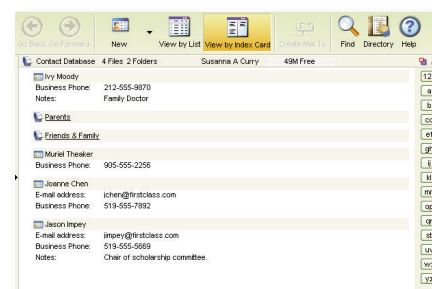 Go Back Go Forward New View by List View by Index Card Create Mail To Find Directory Help
Contact Database 4 Files 2 Folders Susanna A Curry 49M Free
Ivy Moody
Business Phone: 212-555-9870
Notes: Family Doctor
Parents
Friends & Family
Muriel Theaker
Business Phone: 905-555-2256
Joanne Chen
E-mail address: jchen@firstclass.com
Business Phone: 519-555-7892
Jason Impey
E-mail address: jimpey@firstclass.com
Business Phone: 519-555-5669
Notes: Chair of scholarship committee.
12
a
b
ef
gh
ij
kl
op
st
uv
yz